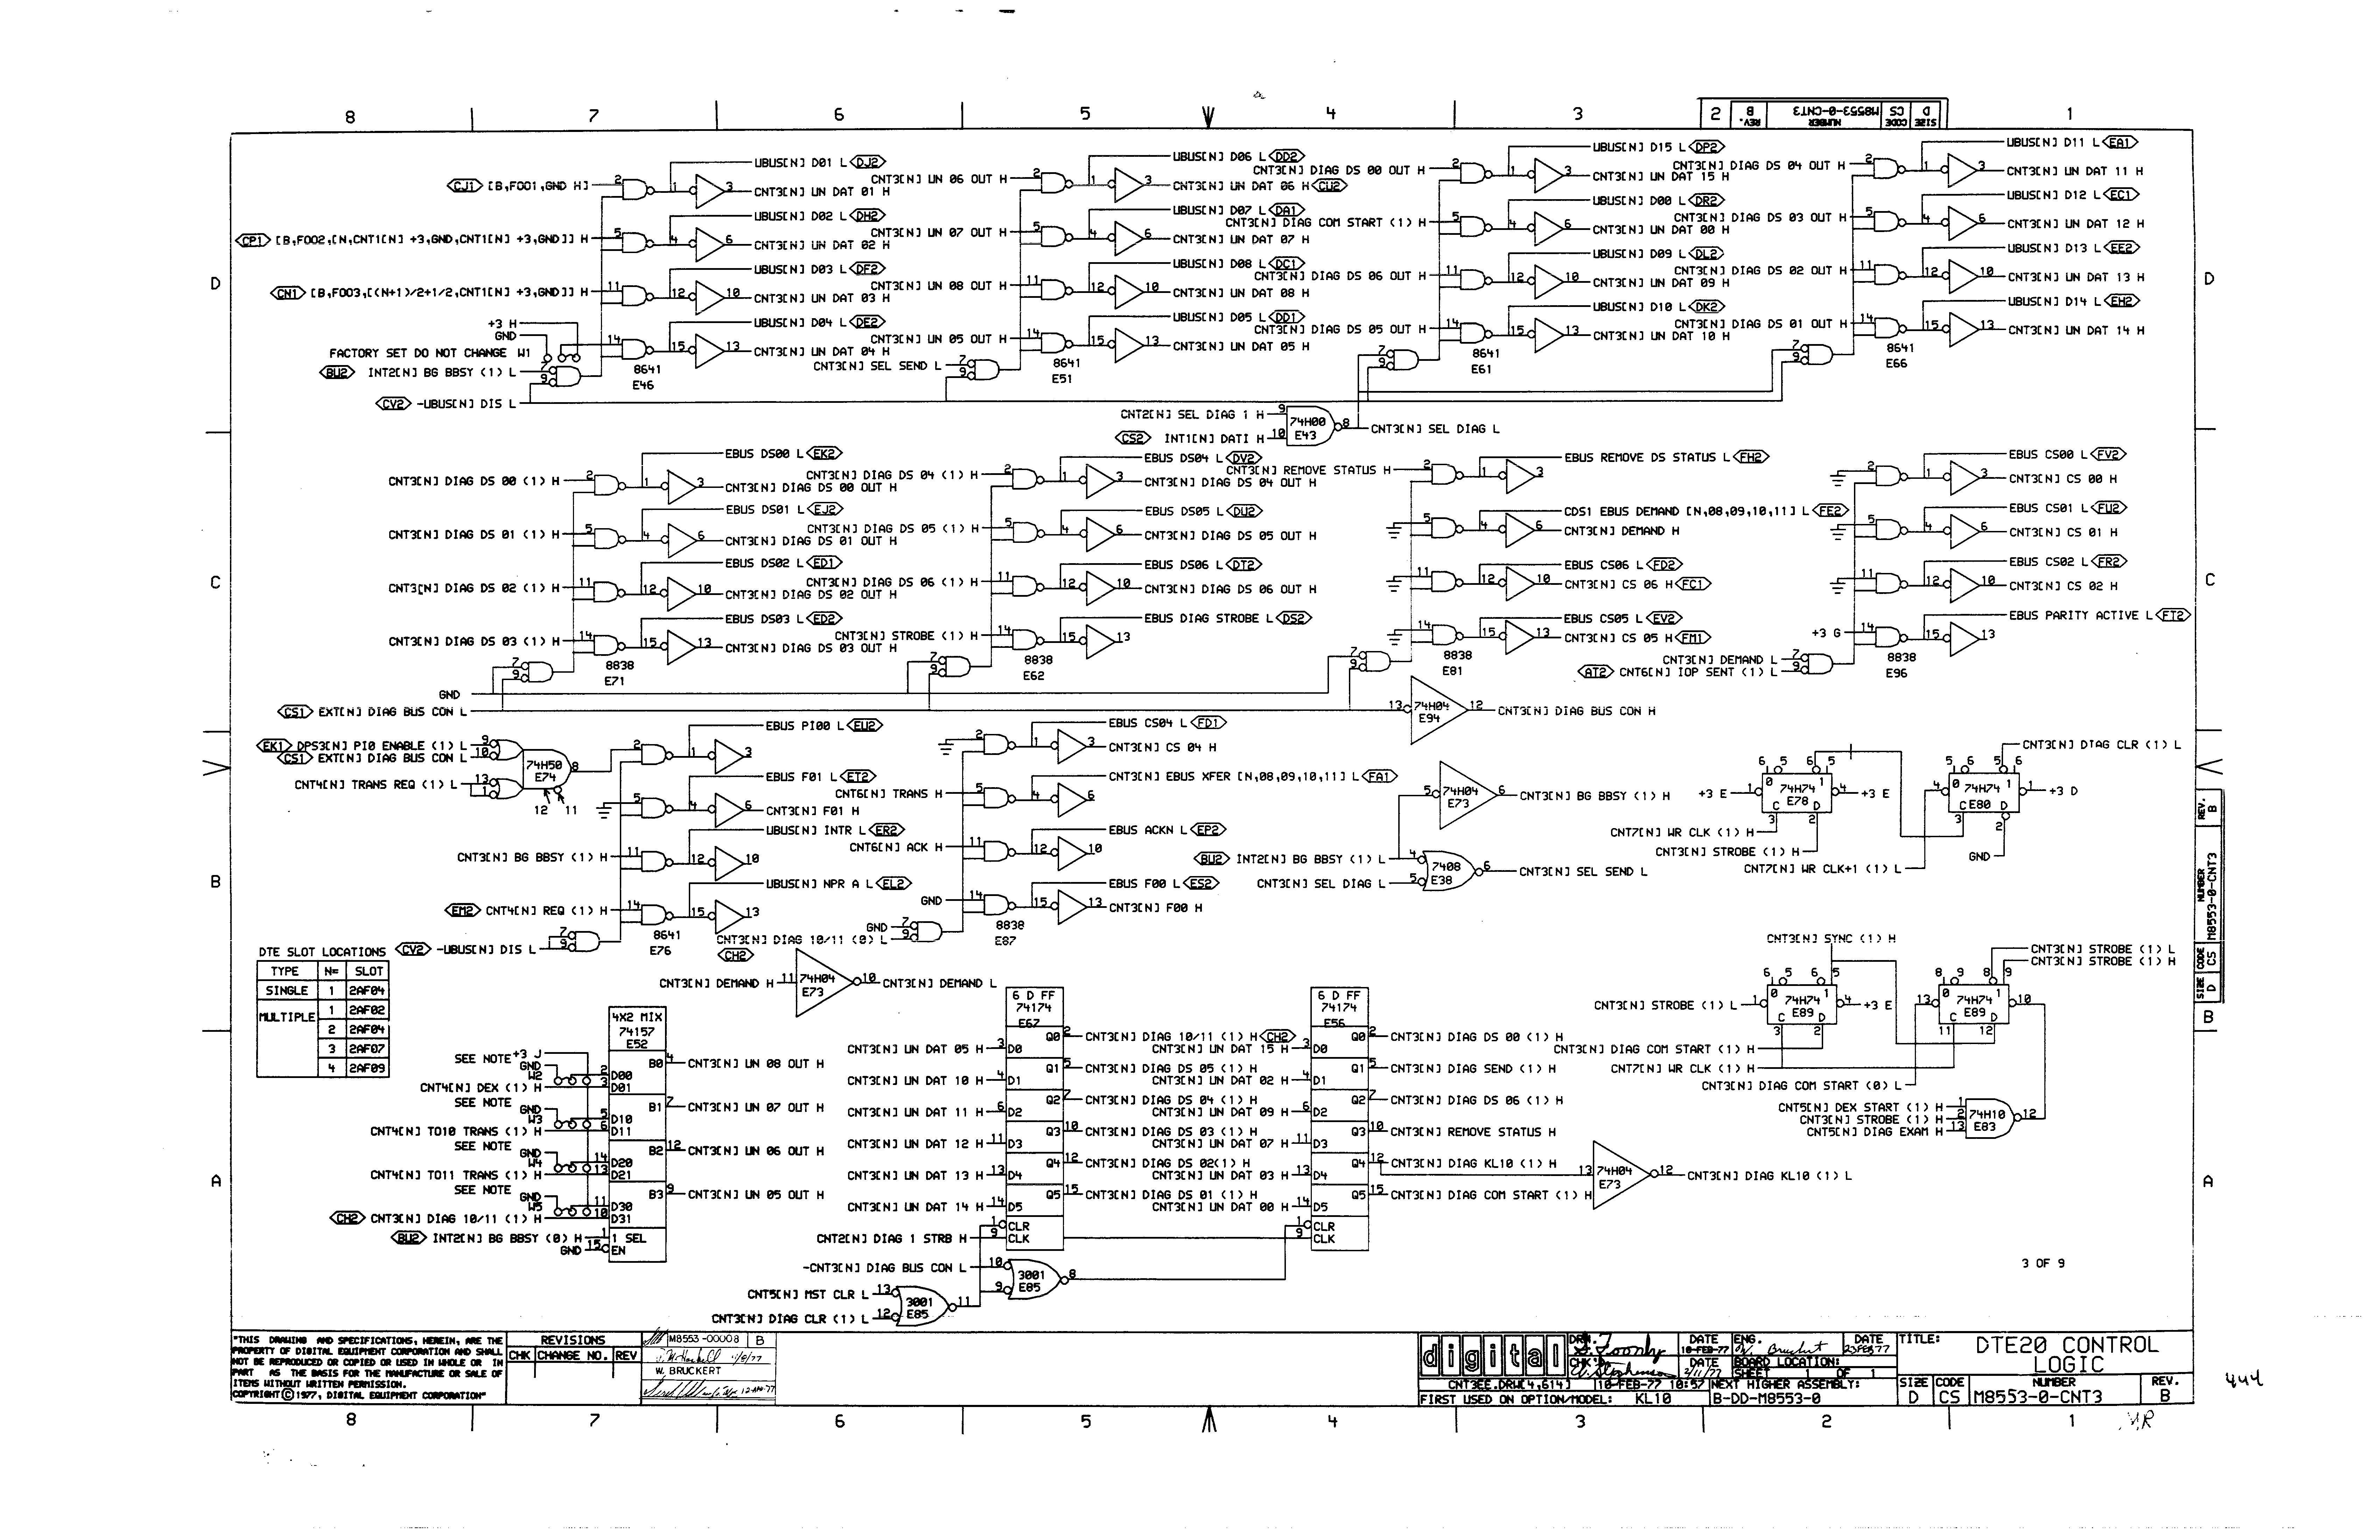 8 7 6 5 4 3 2 1
SIZE D CODE CS NUMBER M8553-0-CNT3 REV. B
UBUS[N] D01 L DJ2
CJ1 [B,F001,GND H]
CNT3[N] UN DAT 01 H
UBUS[N] D02 L DH2
CP1 [B,F002,[N,CNT1[N] +3,GND,CNT1[N] +3,GND]] H
CNT3[N] UN DAT 02 H
UBUS[N] D03 L DF2
CN1 [B,F003,[(N+1)/2+1/2,CNT1[N] +3,GND]] H
CNT3[N] UN DAT 03 H
+3 H
GND
UBUS[N] D04 L DE2
FACTORY SET DO NOT CHANGE W1
CNT3[N] UN DAT 04 H
BU2 INT2[N] BG BBSY (1) L
8641
E46
CV2 -UBUS[N] DIS L
UBUS[N] D06 L DD2
CNT3[N] UN 06 OUT H
CNT3[N] UN DAT 06 H CU2
UBUS[N] D07 L DA1
CNT3[N] UN 07 OUT H
CNT3[N] UN DAT 07 H
UBUS[N] D08 L DC1
CNT3[N] UN 08 OUT H
CNT3[N] UN DAT 08 H
UBUS[N] D05 L DD1
CNT3[N] UN 05 OUT H
CNT3[N] UN DAT 05 H
CNT3[N] SEL SEND L
8641
E51
UBUS[N] D15 L DP2
CNT3[N] DIAG DS 00 OUT H
CNT3[N] UN DAT 15 H
UBUS[N] D00 L DR2
CNT3[N] DIAG COM START (1) H
CNT3[N] UN DAT 00 H
UBUS[N] D09 L DL2
CNT3[N] DIAG DS 06 OUT H
CNT3[N] UN DAT 09 H
UBUS[N] D10 L DK2
CNT3[N] DIAG DS 05 OUT H
CNT3[N] UN DAT 10 H
8641
E61
UBUS[N] D11 L EA1
CNT3[N] DIAG DS 04 OUT H
CNT3[N] UN DAT 11 H
UBUS[N] D12 L EC1
CNT3[N] DIAG DS 03 OUT H
CNT3[N] UN DAT 12 H
UBUS[N] D13 L EE2
CNT3[N] DIAG DS 02 OUT H
CNT3[N] UN DAT 13 H
UBUS[N] D14 L EH2
CNT3[N] DIAG DS 01 OUT H
CNT3[N] UN DAT 14 H
8641
E66
D D
CNT2[N] SEL DIAG 1 H
CS2 INT1[N] DATI H
74H00
E43
CNT3[N] SEL DIAG L
EBUS DS00 L EK2
CNT3[N] DIAG DS 00 (1) H
CNT3[N] DIAG DS 00 OUT H
EBUS DS01 L EJ2
CNT3[N] DIAG DS 01 (1) H
CNT3[N] DIAG DS 01 OUT H
EBUS DS02 L ED1
CNT3[N] DIAG DS 02 (1) H
CNT3[N] DIAG DS 02 OUT H
EBUS DS03 L ED2
CNT3[N] DIAG DS 03 (1) H
CNT3[N] DIAG DS 03 OUT H
8838
E71
GND
CS1 EXT[N] DIAG BUS CON L
EBUS DS04 L DV2
CNT3[N] DIAG DS 04 (1) H
CNT3[N] DIAG DS 04 OUT H
EBUS DS05 L DU2
CNT3[N] DIAG DS 05 (1) H
CNT3[N] DIAG DS 05 OUT H
EBUS DS06 L DT2
CNT3[N] DIAG DS 06 (1) H
CNT3[N] DIAG DS 06 OUT H
EBUS DIAG STROBE L DS2
CNT3[N] STROBE (1) H
8838
E62
EBUS REMOVE DS STATUS L FH2
CNT3[N] REMOVE STATUS H
CDS1 EBUS DEMAND [N,08,09,10,11] L FE2
CNT3[N] DEMAND H
EBUS CS06 L FD2
CNT3[N] CS 06 H FC1
EBUS CS05 L EV2
CNT3[N] CS 05 H FM1
8838
E81
EBUS CS00 L FV2
CNT3[N] CS 00 H
EBUS CS01 L FU2
CNT3[N] CS 01 H
EBUS CS02 L FR2
CNT3[N] CS 02 H
EBUS PARITY ACTIVE L FT2
+3 G
CNT3[N] DEMAND L
AT2 CNT6[N] IOP SENT (1) L
8838
E96
74H04
E94
CNT3[N] DIAG BUS CON H
C C
EK1 DPS3[N] PI0 ENABLE (1) L
CS1 EXT[N] DIAG BUS CON L
CNT4[N] TRANS REQ (1) L
74H50
E74
EBUS PI00 L EU2
EBUS F01 L ET2
CNT3[N] F01 H
UBUS[N] INTR L ER2
CNT3[N] BG BBSY (1) H
UBUS[N] NPR A L EL2
EM2 CNT4[N] REQ (1) H
8641
E76
CV2 -UBUS[N] DIS L
EBUS CS04 L FD1
CNT3[N] CS 04 H
CNT3[N] EBUS XFER [N,08,09,10,11] L FA1
CNT6[N] TRANS H
EBUS ACKN L EP2
CNT6[N] ACK H
EBUS F00 L ES2
GND
CNT3[N] F00 H
GND
CNT3[N] DIAG 10/11 (0) L
CH2
8838
E87
74H04
E73
CNT3[N] BG BBSY (1) H
BU2 INT2[N] BG BBSY (1) L
CNT3[N] SEL DIAG L
7408
E38
CNT3[N] SEL SEND L
CNT3[N] DIAG CLR (1) L
+3 E
74H74
E78
+3 E
74H74
E80
+3 D
CNT7[N] WR CLK (1) H
CNT3[N] STROBE (1) H
CNT7[N] WR CLK+1 (1) L
GND
B B
DTE SLOT LOCATIONS
TYPE N= SLOT
SINGLE 1 2AF04
MULTIPLE 1 2AF02
2 2AF04
3 2AF07
4 2AF09
CNT3[N] DEMAND H
74H04
E73
CNT3[N] DEMAND L
CNT3[N] SYNC (1) H
CNT3[N] STROBE (1) L
CNT3[N] STROBE (1) H
CNT3[N] STROBE (1) L
74H74
E89
+3 E
74H74
E89
CNT3[N] DIAG COM START (1) H
CNT7[N] WR CLK (1) H
CNT3[N] DIAG COM START (0) L
CNT5[N] DEX START (1) H
CNT3[N] STROBE (1) H
CNT5[N] DIAG EXAM H
74H10
E83
4X2 MIX
74157
E52
SEE NOTE +3 J
GND
W2
CNT4[N] DEX (1) H
D00
D01
B0
CNT3[N] UN 08 OUT H
SEE NOTE
GND
W3
CNT4[N] TO10 TRANS (1) H
D10
D11
B1
CNT3[N] UN 07 OUT H
SEE NOTE
GND
W4
CNT4[N] TO11 TRANS (1) H
D20
D21
B2
CNT3[N] UN 06 OUT H
SEE NOTE
GND
W5
CH2 CNT3[N] DIAG 10/11 (1) H
D30
D31
B3
CNT3[N] UN 05 OUT H
BU2 INT2[N] BG BBSY (0) H
1 SEL
GND
EN
6 D FF
74174
E67
CNT3[N] UN DAT 05 H D0 Q0 CNT3[N] DIAG 10/11 (1) H CH2
CNT3[N] UN DAT 10 H D1 Q1 CNT3[N] DIAG DS 05 (1) H
CNT3[N] UN DAT 11 H D2 Q2 CNT3[N] DIAG DS 04 (1) H
CNT3[N] UN DAT 12 H D3 Q3 CNT3[N] DIAG DS 03 (1) H
CNT3[N] UN DAT 13 H D4 Q4 CNT3[N] DIAG DS 02(1) H
CNT3[N] UN DAT 14 H D5 Q5 CNT3[N] DIAG DS 01 (1) H
CLR
CLK
CNT2[N] DIAG 1 STRB H
6 D FF
74174
E56
CNT3[N] UN DAT 15 H D0 Q0 CNT3[N] DIAG DS 00 (1) H
CNT3[N] UN DAT 02 H D1 Q1 CNT3[N] DIAG SEND (1) H
CNT3[N] UN DAT 09 H D2 Q2 CNT3[N] DIAG DS 06 (1) H
CNT3[N] UN DAT 07 H D3 Q3 CNT3[N] REMOVE STATUS H
CNT3[N] UN DAT 03 H D4 Q4 CNT3[N] DIAG KL10 (1) H
CNT3[N] UN DAT 00 H D5 Q5 CNT3[N] DIAG COM START (1) H
CLR
CLK
74H04
E73
CNT3[N] DIAG KL10 (1) L
-CNT3[N] DIAG BUS CON L
3001
E85
CNT5[N] MST CLR L
CNT3[N] DIAG CLR (1) L
3001
E85
A A
3 OF 9
"THIS DRAWING AND SPECIFICATIONS, HEREIN, ARE THE
PROPERTY OF DIGITAL EQUIPMENT CORPORATION AND SHALL
NOT BE REPRODUCED OR COPIED OR USED IN WHOLE OR IN
PART AS THE BASIS FOR THE MANUFACTURE OR SALE OF
ITEMS WITHOUT WRITTEN PERMISSION.
COPYRIGHT © 1977, DIGITAL EQUIPMENT CORPORATION"
REVISIONS
CHK CHANGE NO. REV
M8553-00008 B
W. BRUCKERT
digital
DRN. DATE 10-FEB-77
ENG. DATE 23FEB77
CHK DATE 2/11/77
BOARD LOCATION:
SHEET 1 OF 1
CNT3EE.DRW[4,614] 10-FEB-77 10:57
NEXT HIGHER ASSEMBLY:
FIRST USED ON OPTION/MODEL: KL10
B-DD-M8553-0
TITLE: DTE20 CONTROL
LOGIC
SIZE D CODE CS NUMBER M8553-0-CNT3 REV. B
444
MR
8 7 6 5 4 3 2 1